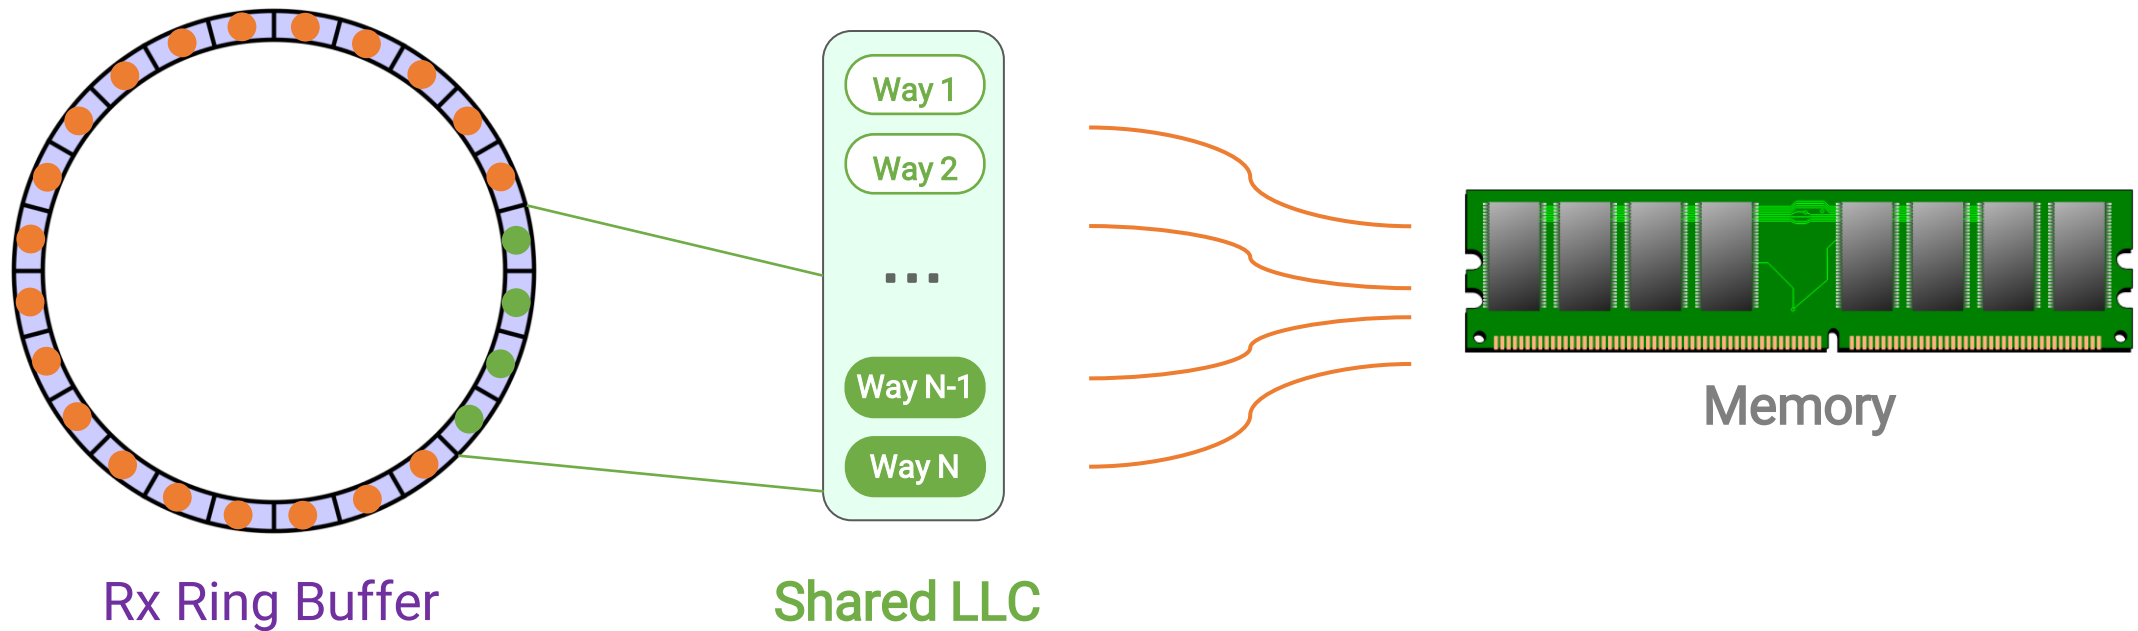 Way 1
Way 2
...
Way N-1
Way N
Memory
Rx Ring Buffer
Shared LLC